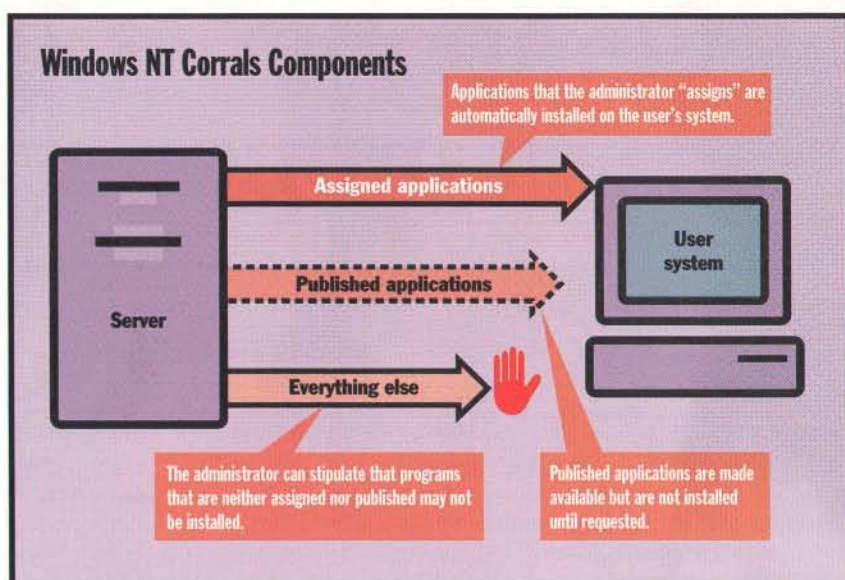 Windows NT Corrals Components
Applications that the administrator “assigns” are
automatically installed on the user’s system.
Assigned applications
User
system
Published applications
Server
Everything else
The administrator can stipulate that programs
that are neither assigned nor published may not
be installed.
Published applications are made
available but are not installed
until requested.